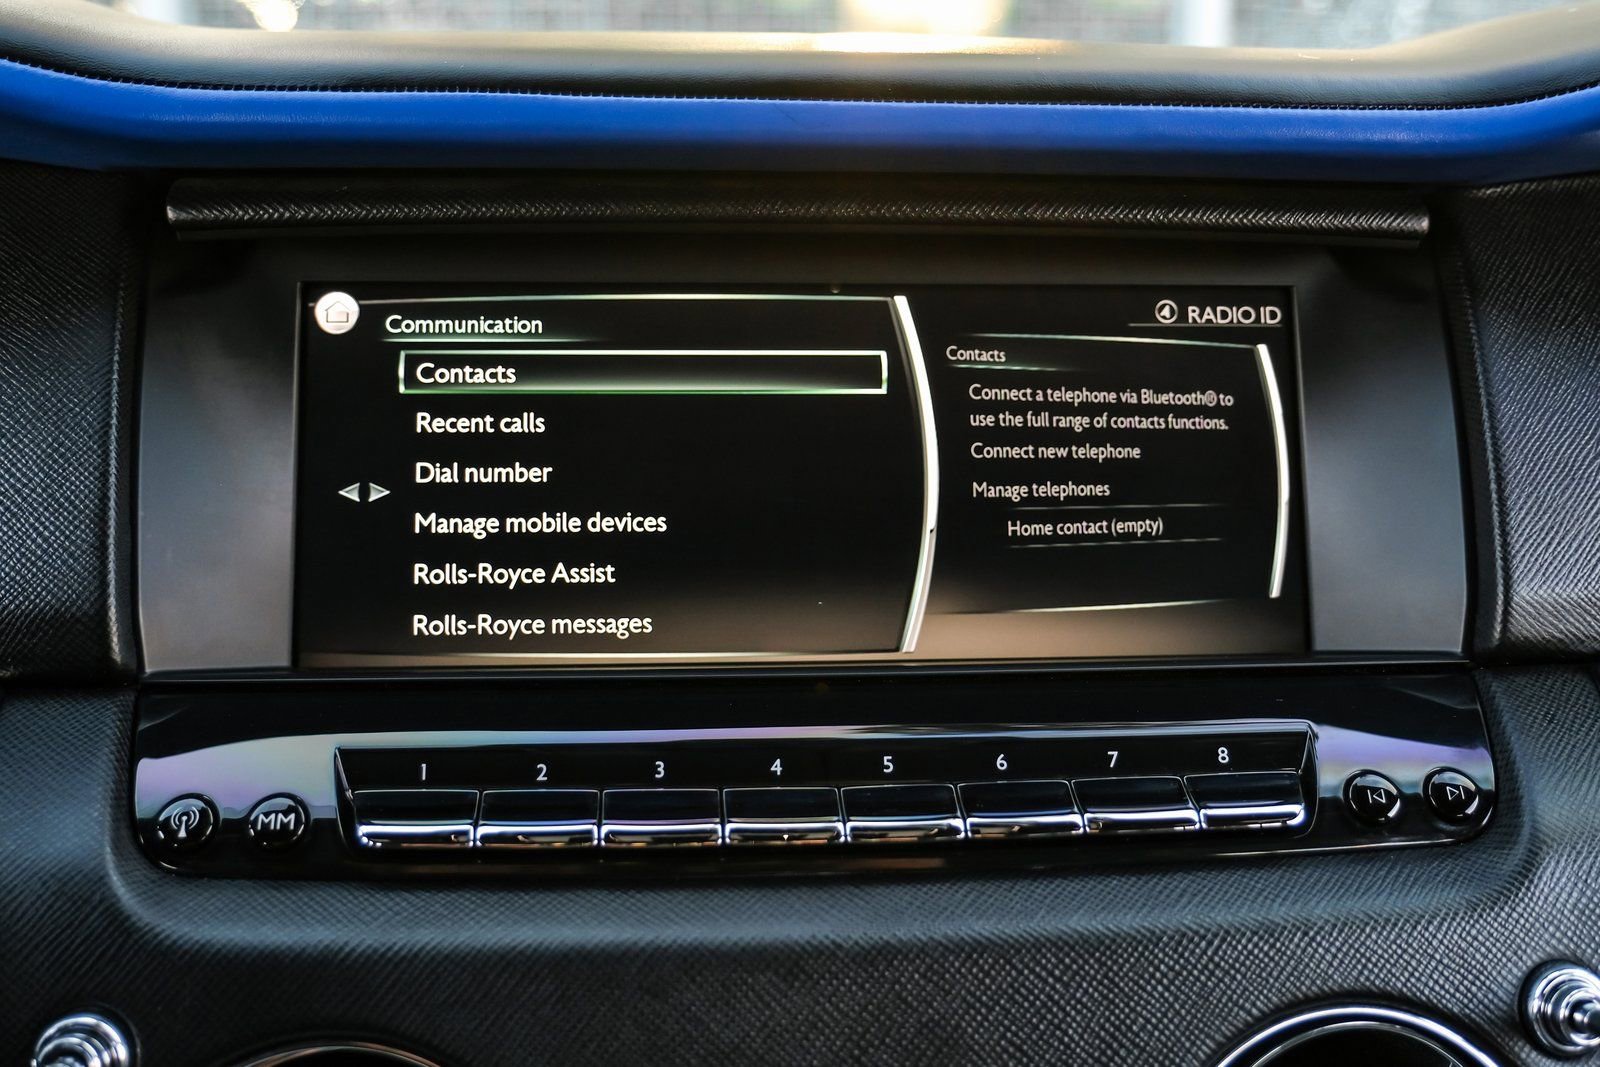 RADIO ID
Communication
Contacts
Recent calls
Dial number
Manage mobile devices
Rolls-Royce Assist
Rolls-Royce messages
Contacts
Connect a telephone via Bluetooth® to
use the full range of contacts functions.
Connect new telephone
Manage telephones
Home contact (empty)
1 2 3 4 5 6 7 8
MM